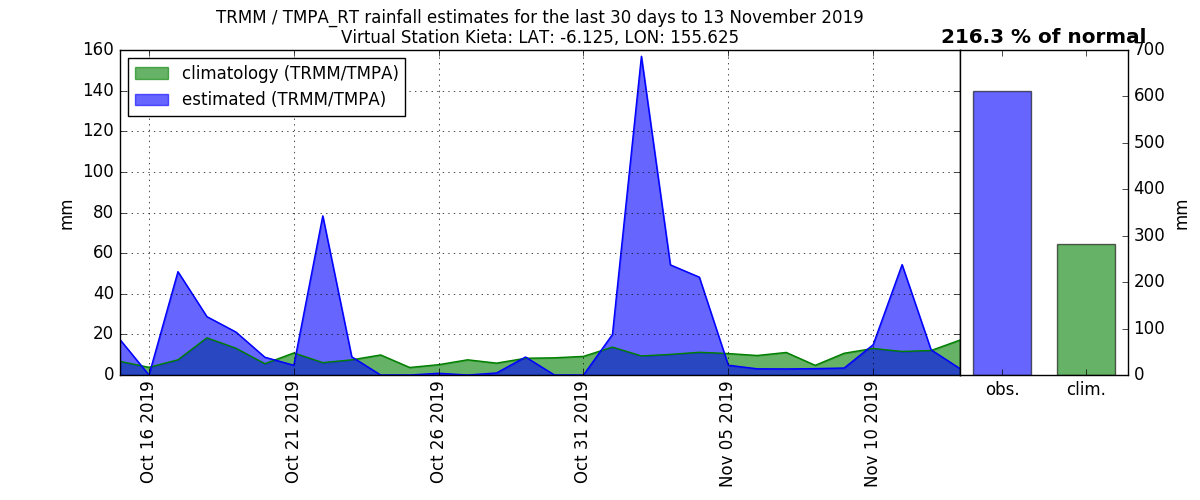 TRMM / TMPA_RT rainfall estimates for the last 30 days to 13 November 2019
Virtual Station Kieta: LAT: -6.125, LON: 155.625
216.3 % of normal
climatology (TRMM/TMPA)
estimated (TRMM/TMPA)
160
140
120
100
80
60
40
20
0
mm
Oct 16 2019
Oct 21 2019
Oct 26 2019
Oct 31 2019
Nov 05 2019
Nov 10 2019
700
600
500
400
300
200
100
0
mm
obs.
clim.